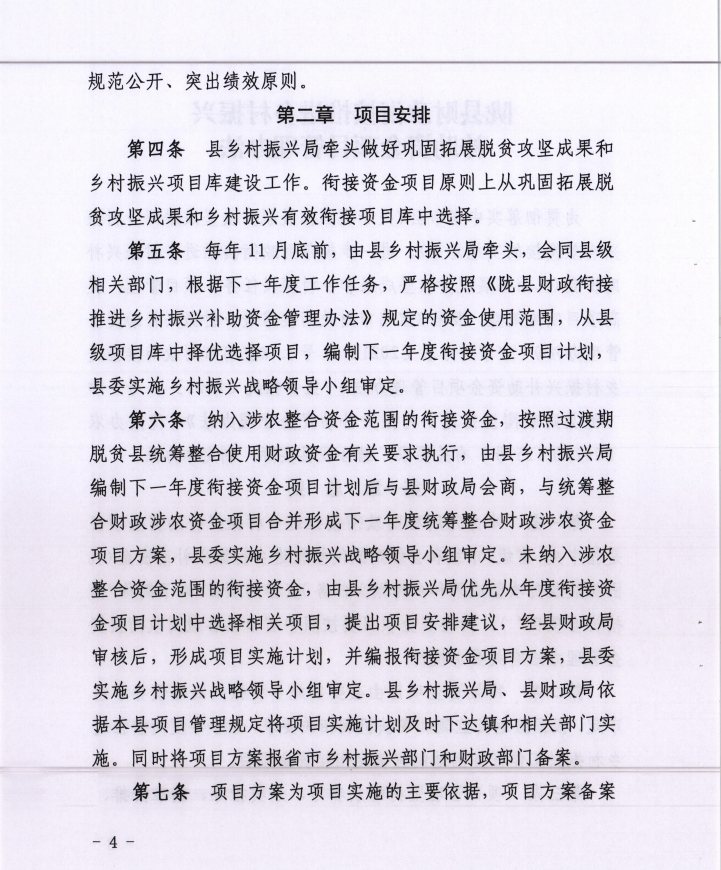 规范公开、突出绩效原则。
第二章 项目安排
第四条 县乡村振兴局牵头做好巩固拓展脱贫攻坚成果和
乡村振兴项目库建设工作。衔接资金项目原则上从巩固拓展脱
贫攻坚成果和乡村振兴有效衔接项目库中选择。
第五条 每年11月底前，由县乡村振兴局牵头，会同县级
相关部门，根据下一年度工作任务，严格按照《陇县财政衔接
推进乡村振兴补助资金管理办法》规定的资金使用范围，从县
级项目库中择优选择项目，编制下一年度衔接资金项目计划，
县委实施乡村振兴战略领导小组审定。
第六条 纳入涉农整合资金范围的衔接资金，按照过渡期
脱贫县统筹整合使用财政资金有关要求执行，由县乡村振兴局
编制下一年度衔接资金项目计划后与县财政局会商，与统筹整
合财政涉农资金项目合并形成下一年度统筹整合财政涉农资金
项目方案，县委实施乡村振兴战略领导小组审定。未纳入涉农
整合资金范围的衔接资金，由县乡村振兴局优先从年度衔接资
金项目计划中选择相关项目，提出项目安排建议，经县财政局
审核后，形成项目实施计划，并编报衔接资金项目方案，县委
实施乡村振兴战略领导小组审定。县乡村振兴局、县财政局依
据本县项目管理规定将项目实施计划及时下达镇和相关部门实
施。同时将项目方案报省市乡村振兴部门和财政部门备案。
第七条 项目方案为项目实施的主要依据，项目方案备案
- 4 -